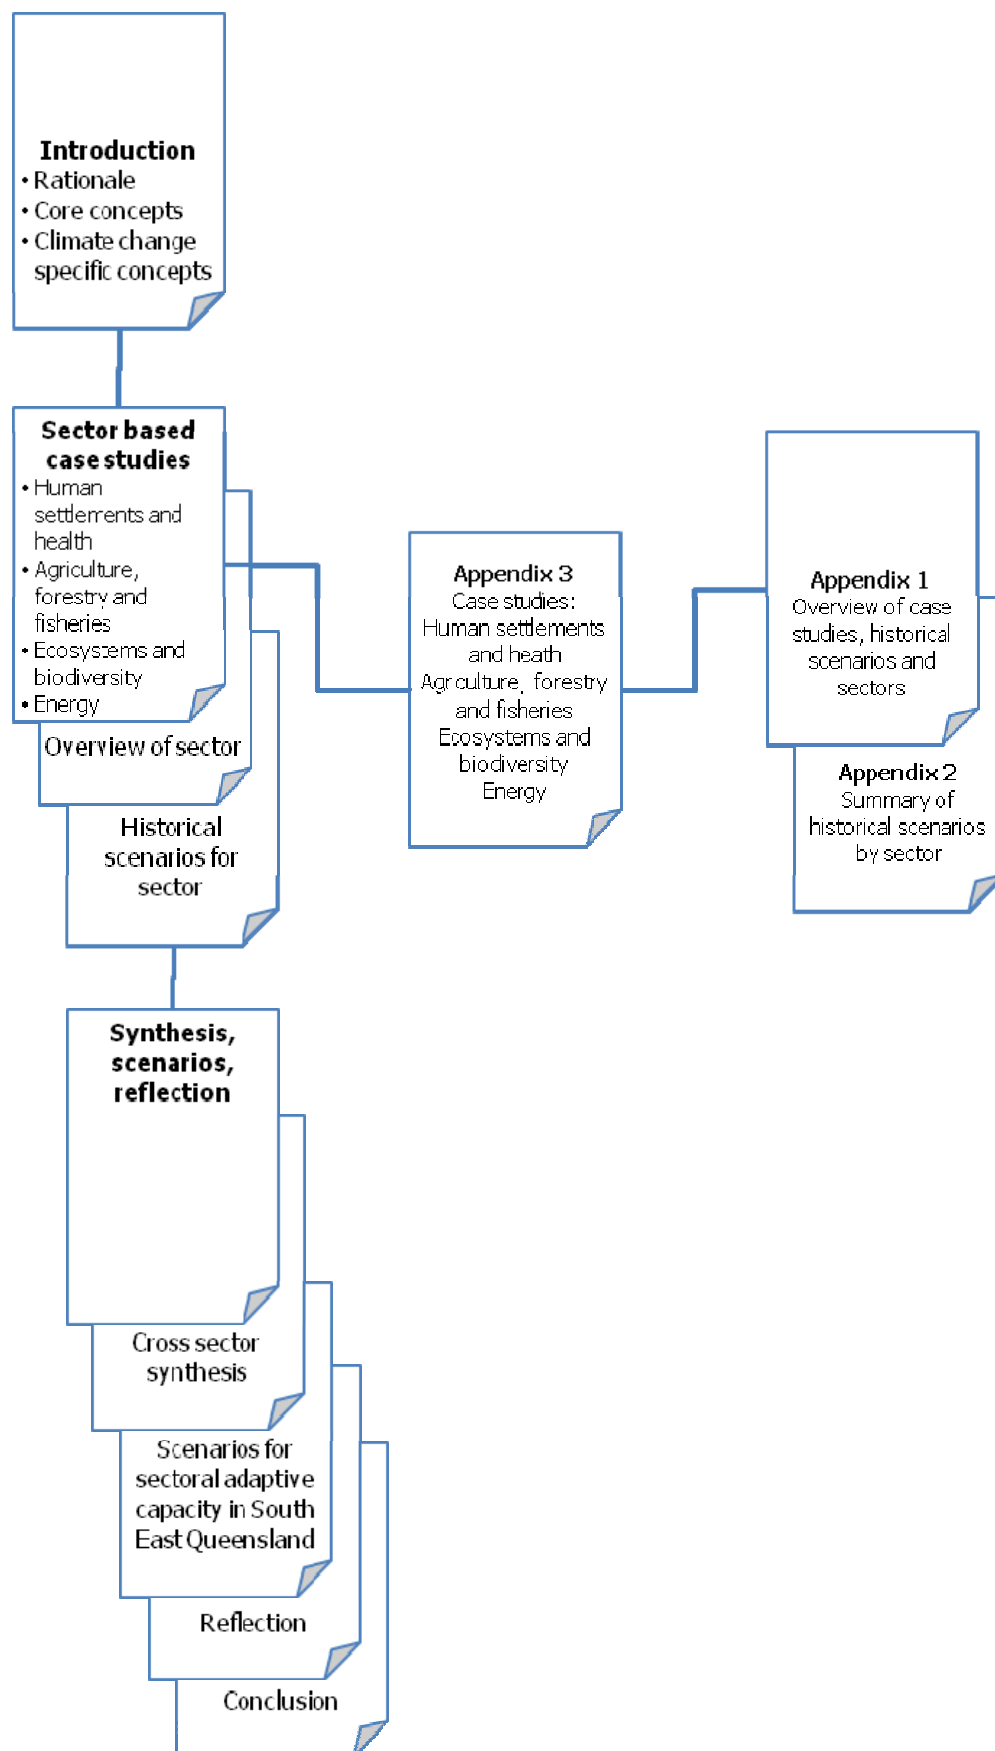 Introduction
• Rationale
• Core concepts
• Climate change
specific concepts
Sector based
case studies
• Human
settlements and
health
• Agriculture,
forestry and
fisheries
• Ecosystems and
biodiversity
• Energy
Overview of sector
Historical
scenarios for
sector
Appendix 3
Case studies:
Human settlements
and heath
Agriculture, forestry
and fisheries
Ecosystems and
biodiversity
Energy
Appendix 1
Overview of case
studies, historical
scenarios and
sectors
Appendix 2
Summary of
historical scenarios
by sector
Synthesis,
scenarios,
reflection
Cross sector
synthesis
Scenarios for
sectoral adaptive
capacity in South
East Queensland
Reflection
Conclusion